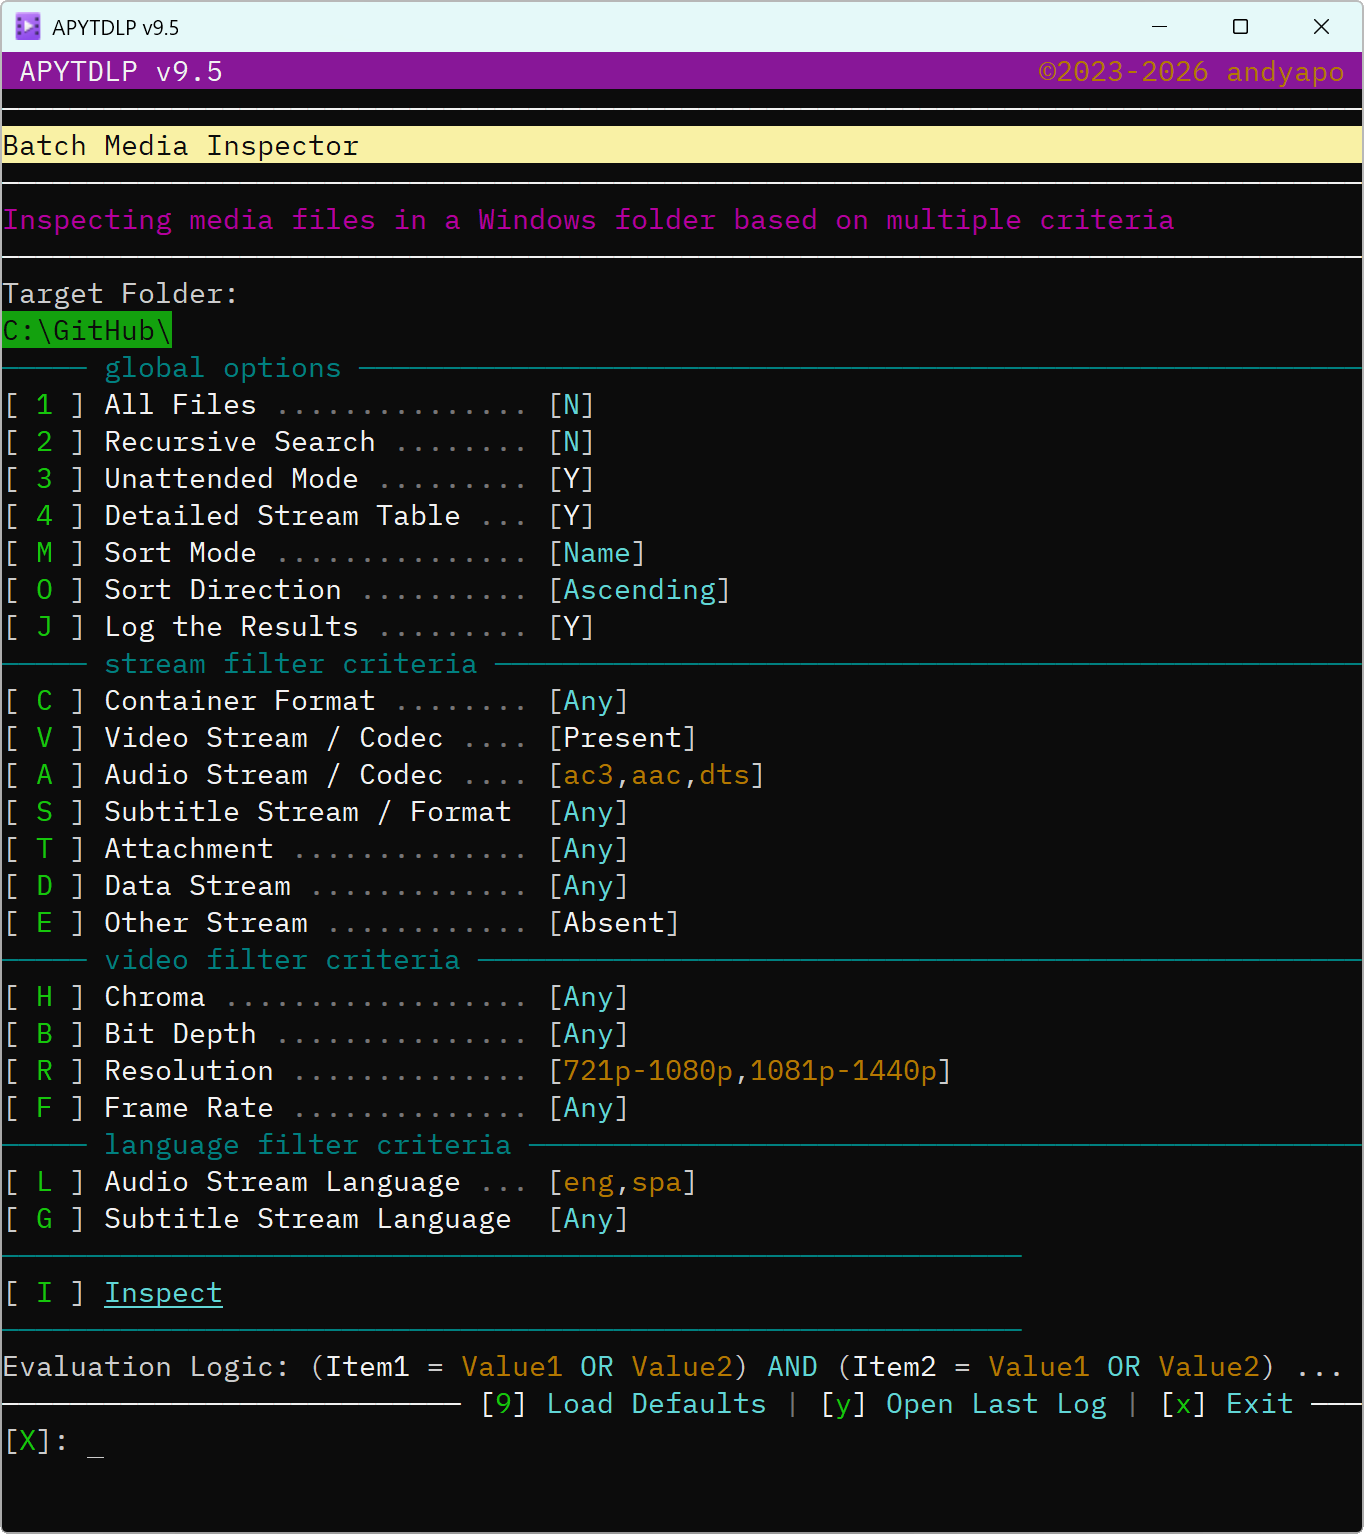 APYTDLP v9.5
APYTDLP v9.5 ©2023-2026 andyapo
Batch Media Inspector
Inspecting media files in a Windows folder based on multiple criteria
Target Folder:
C:\GitHub\
global options
[ 1 ] All Files ............... [N]
[ 2 ] Recursive Search ........ [N]
[ 3 ] Unattended Mode ......... [Y]
[ 4 ] Detailed Stream Table ... [Y]
[ M ] Sort Mode ............... [Name]
[ O ] Sort Direction .......... [Ascending]
[ J ] Log the Results ......... [Y]
stream filter criteria
[ C ] Container Format ........ [Any]
[ V ] Video Stream / Codec .... [Present]
[ A ] Audio Stream / Codec .... [ac3,aac,dts]
[ S ] Subtitle Stream / Format [Any]
[ T ] Attachment .............. [Any]
[ D ] Data Stream ............. [Any]
[ E ] Other Stream ............ [Absent]
video filter criteria
[ H ] Chroma .................. [Any]
[ B ] Bit Depth ............... [Any]
[ R ] Resolution .............. [721p-1080p,1081p-1440p]
[ F ] Frame Rate .............. [Any]
language filter criteria
[ L ] Audio Stream Language ... [eng,spa]
[ G ] Subtitle Stream Language [Any]
[ I ] Inspect
Evaluation Logic: (Item1 = Value1 OR Value2) AND (Item2 = Value1 OR Value2) ...
[9] Load Defaults | [y] Open Last Log | [x] Exit
[X]: _